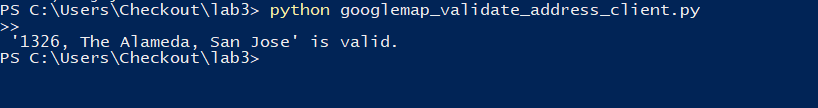 PS C:\Users\Checkout\lab3> python googlemap_validate_address_client.py
>>
'1326, The Alameda, San Jose' is valid.
PS C:\Users\Checkout\lab3>